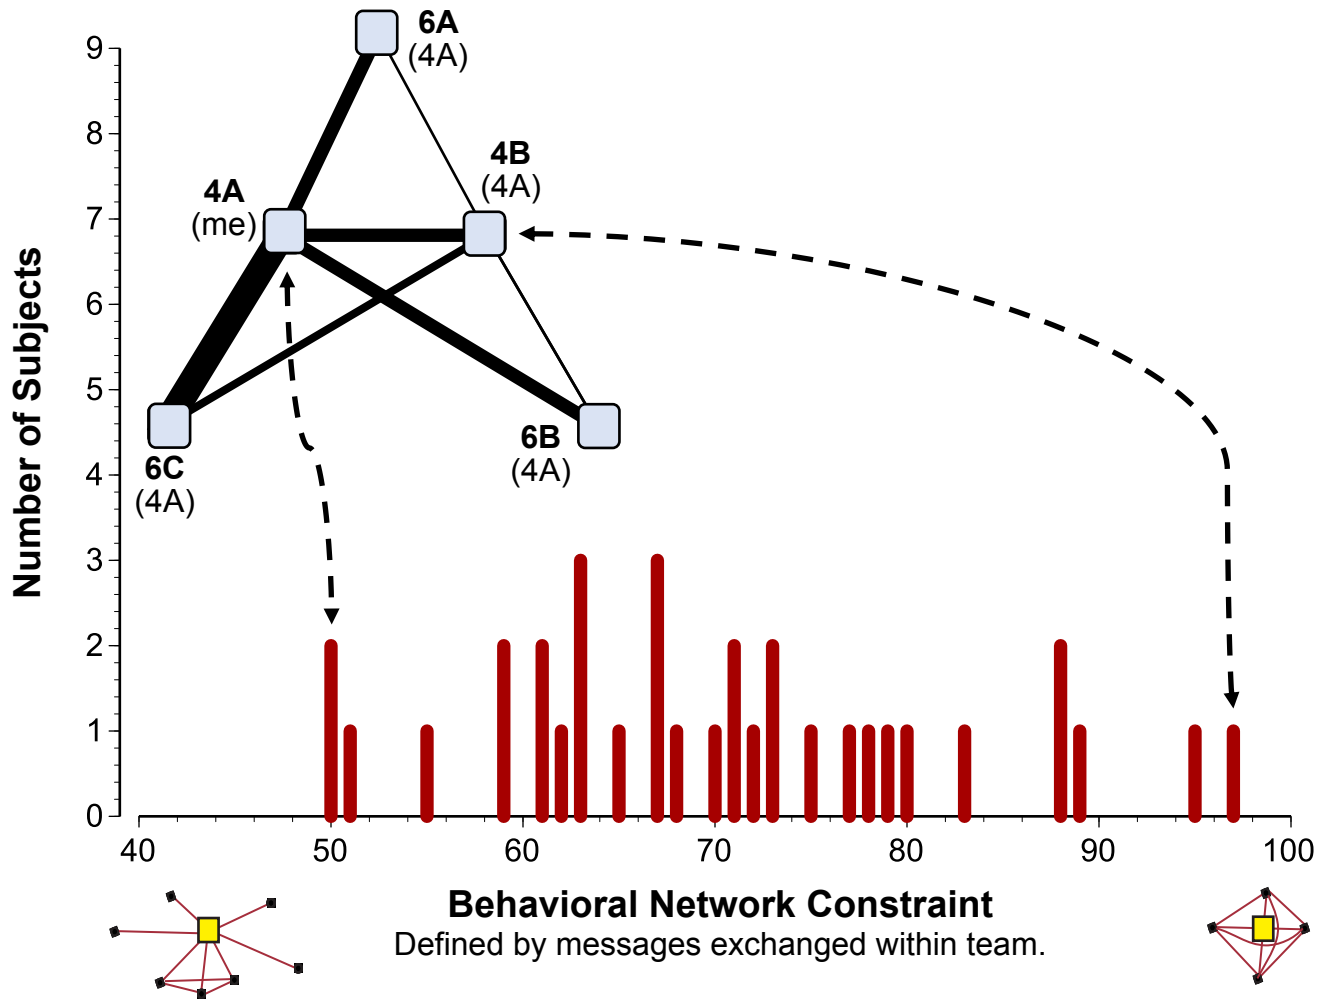 6A
(4A)
4B
(4A)
4A
(me)
6B
(4A)
6C
(4A)
Number of Subjects
9
8
7
6
5
4
3
2
1
0
40 50 60 70 80 90 100
Behavioral Network Constraint
Defined by messages exchanged within team.